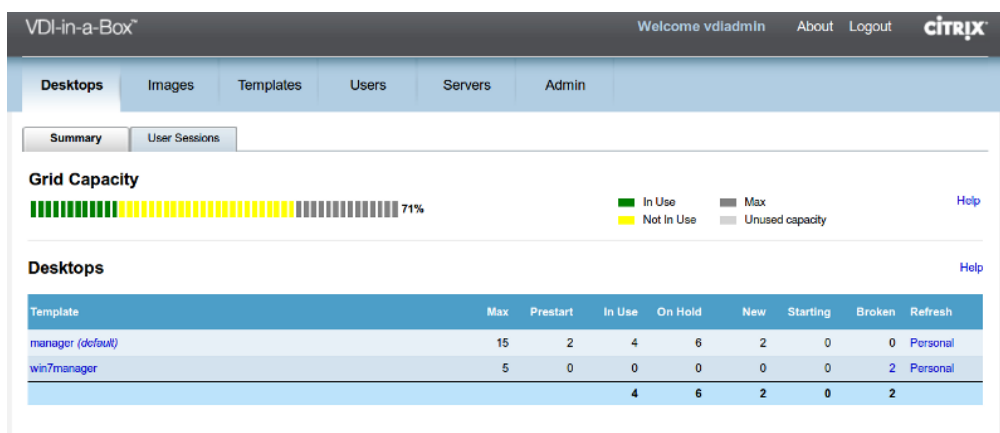 VDI-in-a-Box™ Welcome vdiadmin About Logout CITRIX
Desktops Images Templates Users Servers Admin
Summary User Sessions
Grid Capacity
71% In Use Max Help
Not In Use Unused capacity
Desktops Help
Template Max Prestart In Use On Hold New Starting Broken Refresh
manager (default) 15 2 4 6 2 0 0 Personal
win7manager 5 0 0 0 0 0 2 Personal
4 6 2 0 2